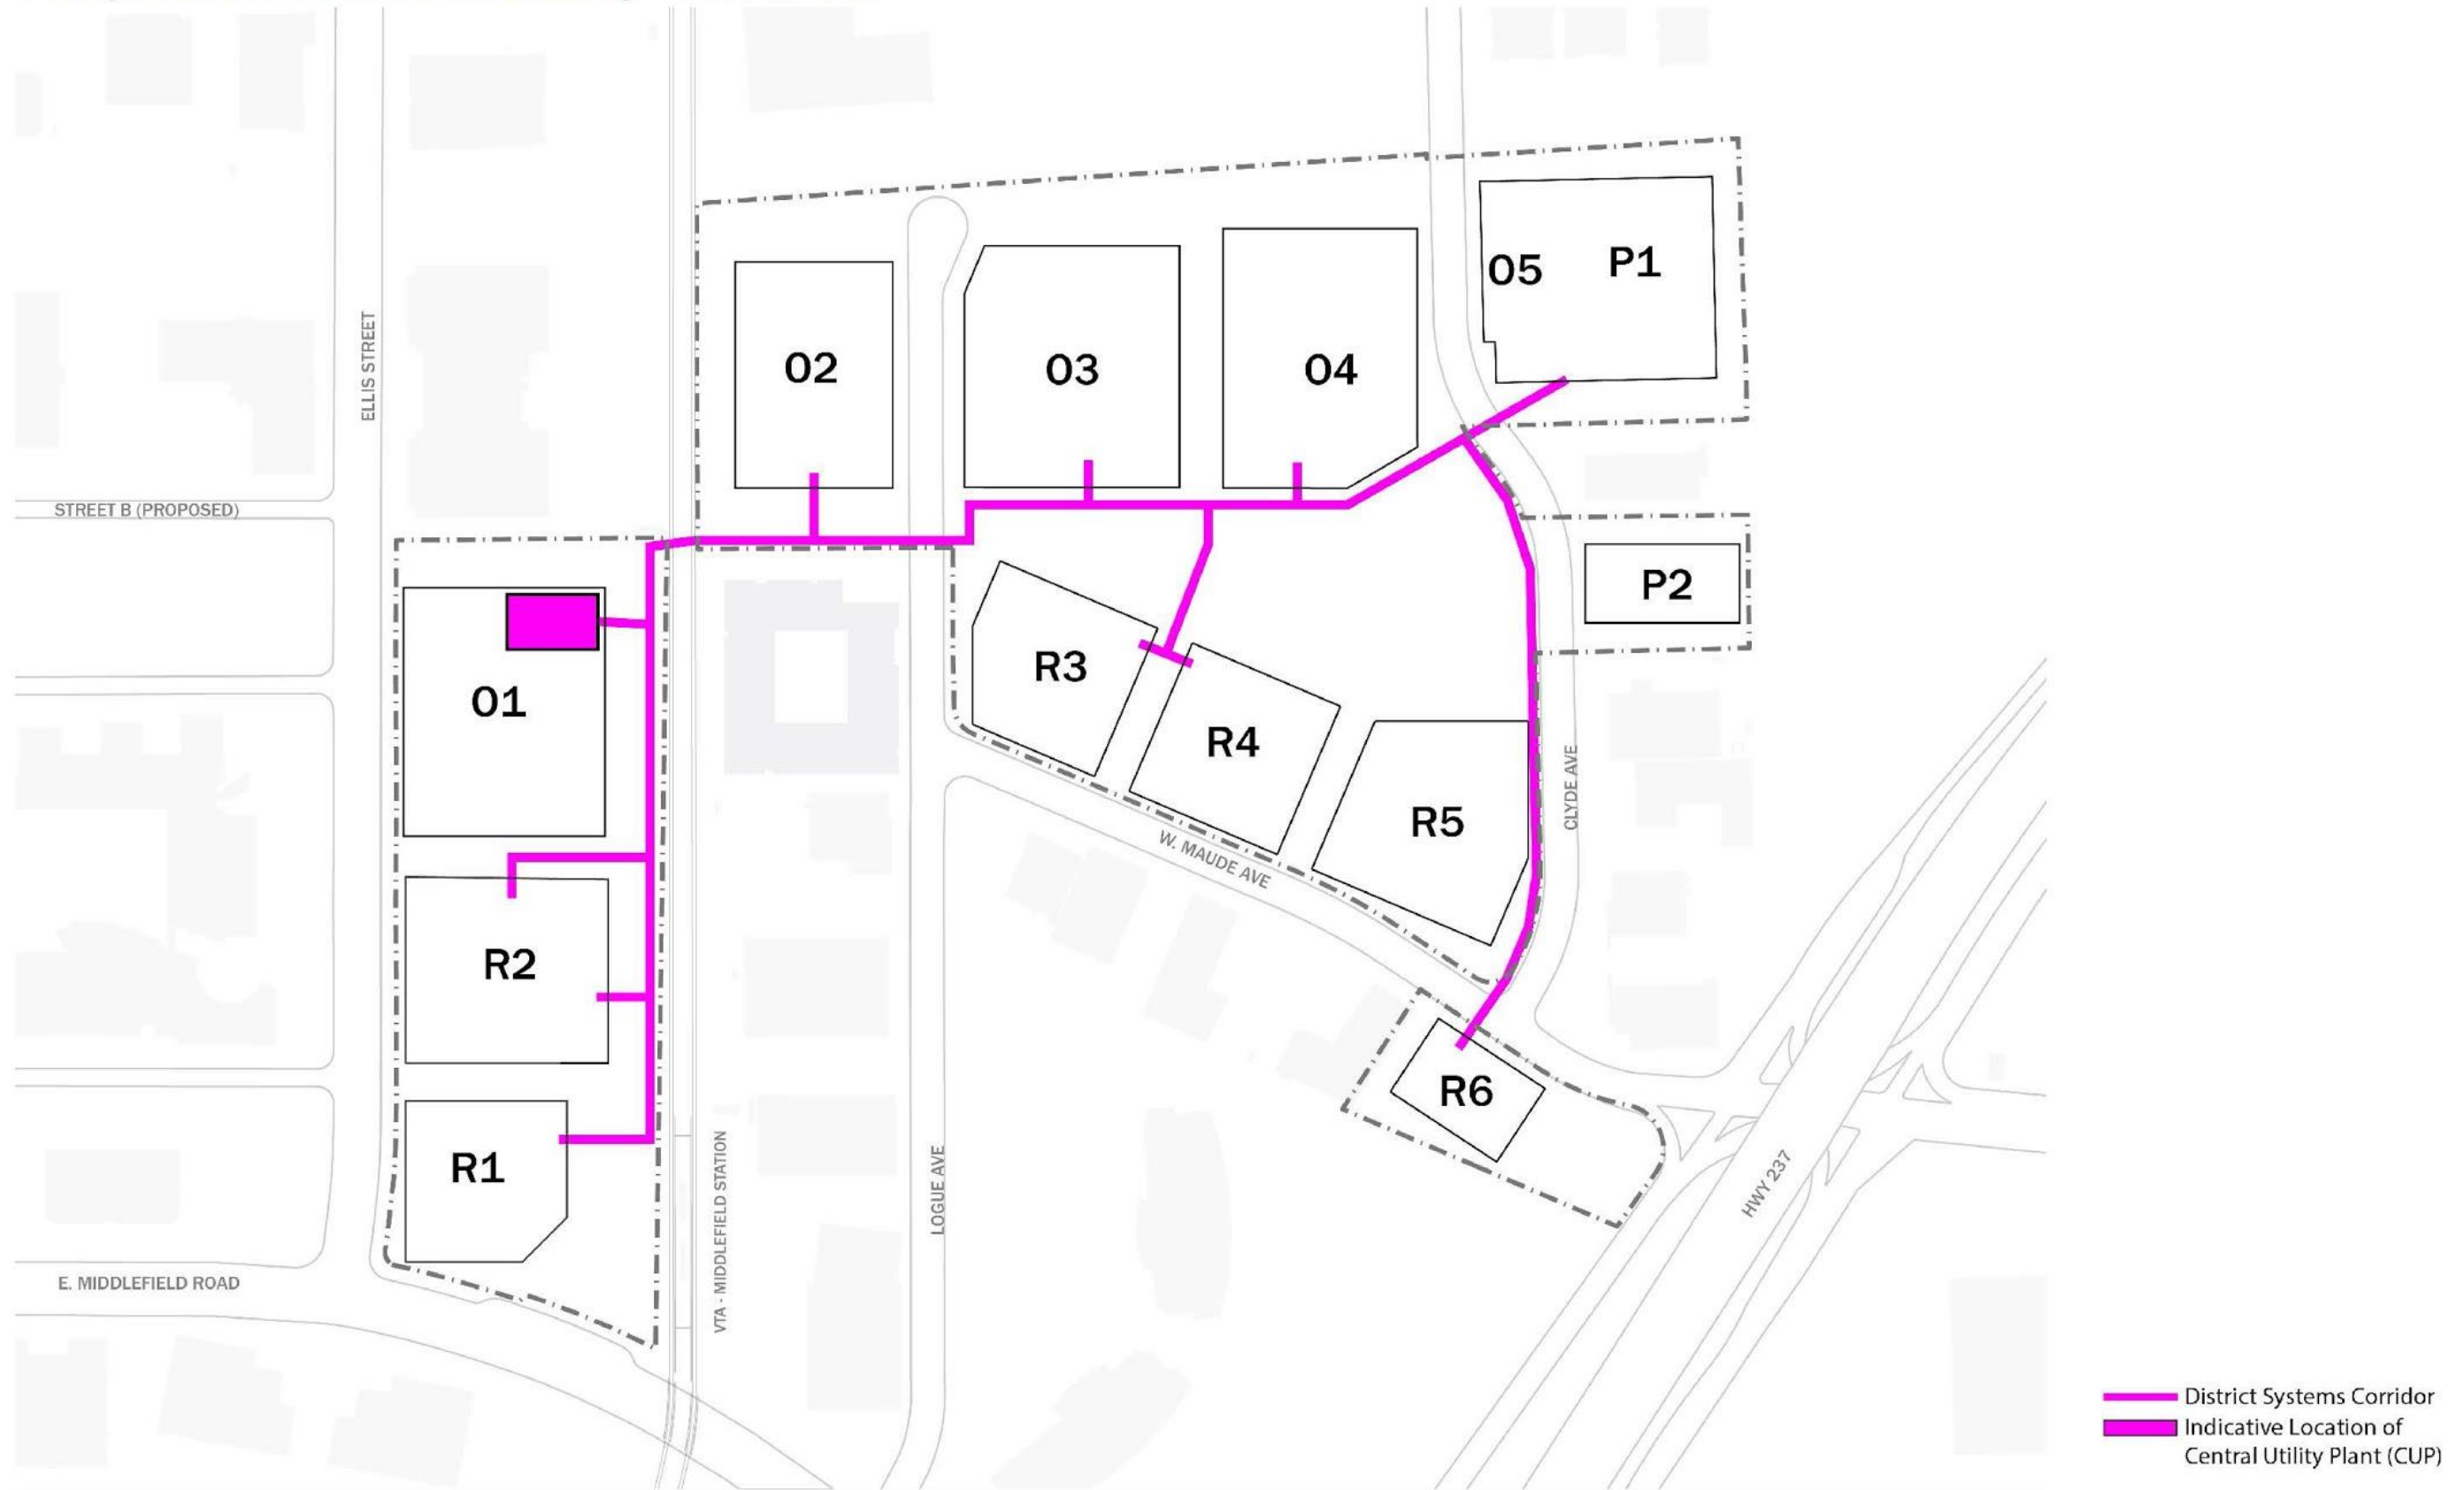 O5 P1
O2 O3 O4
ELLIS STREET
STREET B (PROPOSED)
P2
R3
O1
R4
R5
CLYDE AVE
W. MAUDE AVE
R2
R6
R1
VTA - MIDDLEFIELD STATION
LOGUE AVE
HWY 237
E. MIDDLEFIELD ROAD
District Systems Corridor
Indicative Location of
Central Utility Plant (CUP)